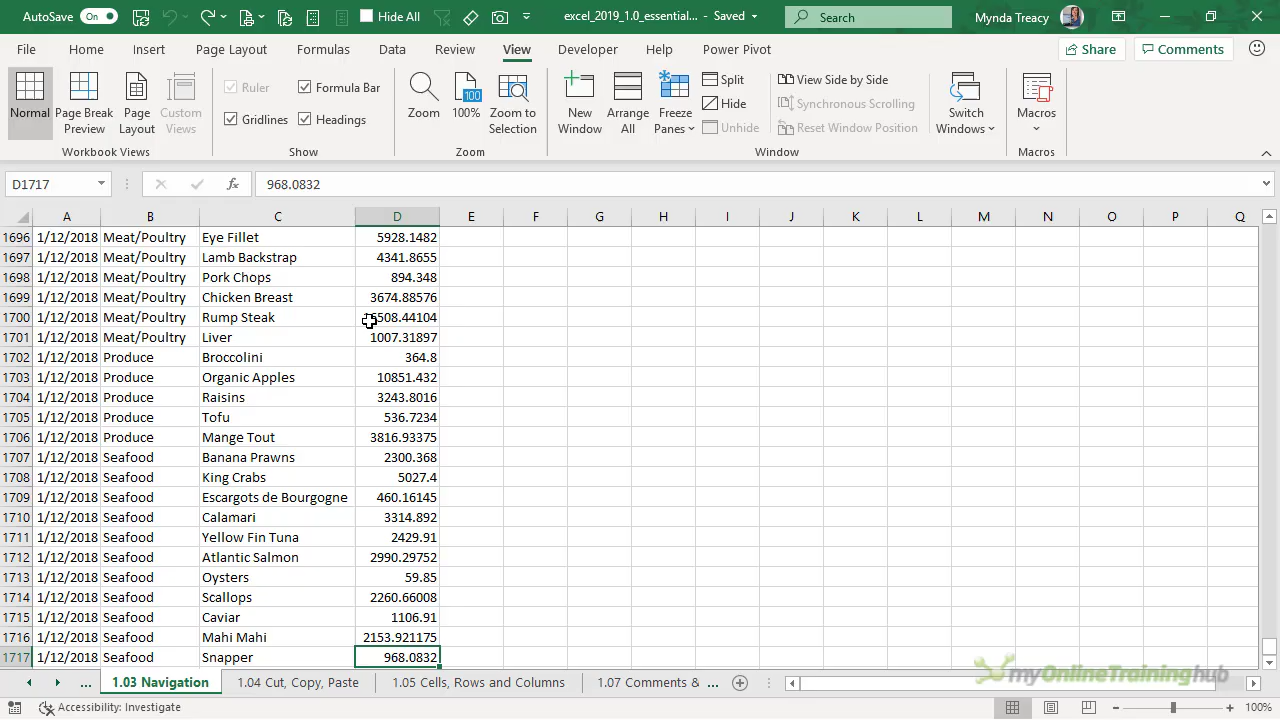 AutoSave On Hide All excel_2019_1.0_essential... - Saved Search Mynda Treacy
File Home Insert Page Layout Formulas Data Review View Developer Help Power Pivot Share Comments
Normal
Page Break Preview
Page Layout
Custom Views
Workbook Views
Ruler Formula Bar
Gridlines Headings
Show
Zoom
100
100%
Zoom to Selection
Zoom
New Window
Arrange All
Freeze Panes
Split
Hide
Unhide
View Side by Side
Synchronous Scrolling
Reset Window Position
Window
Switch Windows
Macros
Macros
D1717 fx 968.0832
A B C D E F G H I J K L M N O P Q
1696 1/12/2018 Meat/Poultry Eye Fillet 5928.1482
1697 1/12/2018 Meat/Poultry Lamb Backstrap 4341.8655
1698 1/12/2018 Meat/Poultry Pork Chops 894.348
1699 1/12/2018 Meat/Poultry Chicken Breast 3674.88576
1700 1/12/2018 Meat/Poultry Rump Steak
1701 1/12/2018 Meat/Poultry Liver 1007.31897
1702 1/12/2018 Produce Broccolini 364.8
1703 1/12/2018 Produce Organic Apples 10851.432
1704 1/12/2018 Produce Raisins 3243.8016
1705 1/12/2018 Produce Tofu 536.7234
1706 1/12/2018 Produce Mange Tout 3816.93375
1707 1/12/2018 Seafood Banana Prawns 2300.368
1708 1/12/2018 Seafood King Crabs 5027.4
1709 1/12/2018 Seafood Escargots de Bourgogne 460.16145
1710 1/12/2018 Seafood Calamari 3314.892
1711 1/12/2018 Seafood Yellow Fin Tuna 2429.91
1712 1/12/2018 Seafood Atlantic Salmon 2990.29752
1713 1/12/2018 Seafood Oysters 59.85
1714 1/12/2018 Seafood Scallops 2260.66008
1715 1/12/2018 Seafood Caviar 1106.91
1716 1/12/2018 Seafood Mahi Mahi 2153.921175
1717 1/12/2018 Seafood Snapper 968.0832
myOnlineTraininghub
... 1.03 Navigation 1.04 Cut, Copy, Paste 1.05 Cells, Rows and Columns 1.07 Comments & ...
Accessibility: Investigate 100%